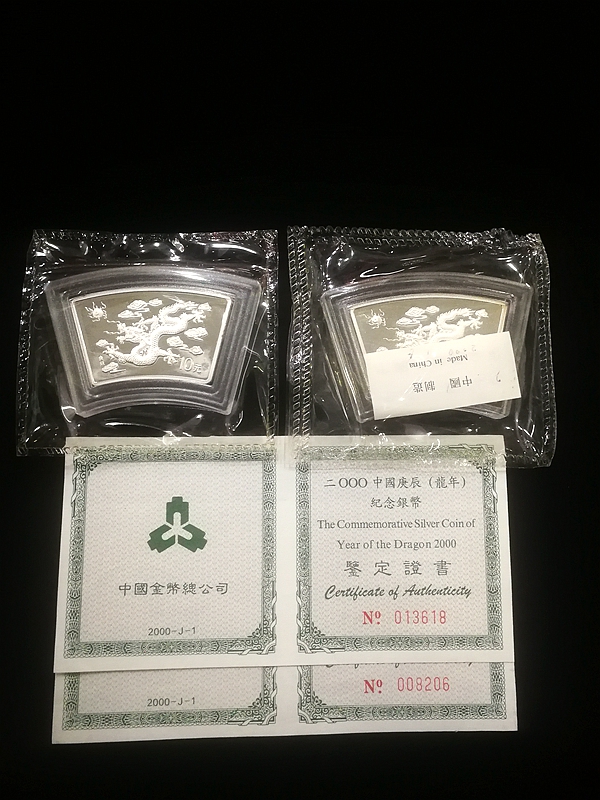 10元
Made in China
中國 制造
中國金幣總公司
2000-J-1
二OOO中國庚辰（龍年）
紀念銀幣
The Commemorative Silver Coin of
Year of the Dragon 2000
鑒定證書
Certificate of Authenticity
Nº 013618
2000-J-1
Nº 008206